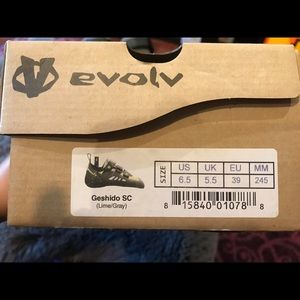 evolv
SIZE
US UK EU MM
6.5 5.5 39 245
Geshido SC
(Lime/Gray)
8 15840 01078 8